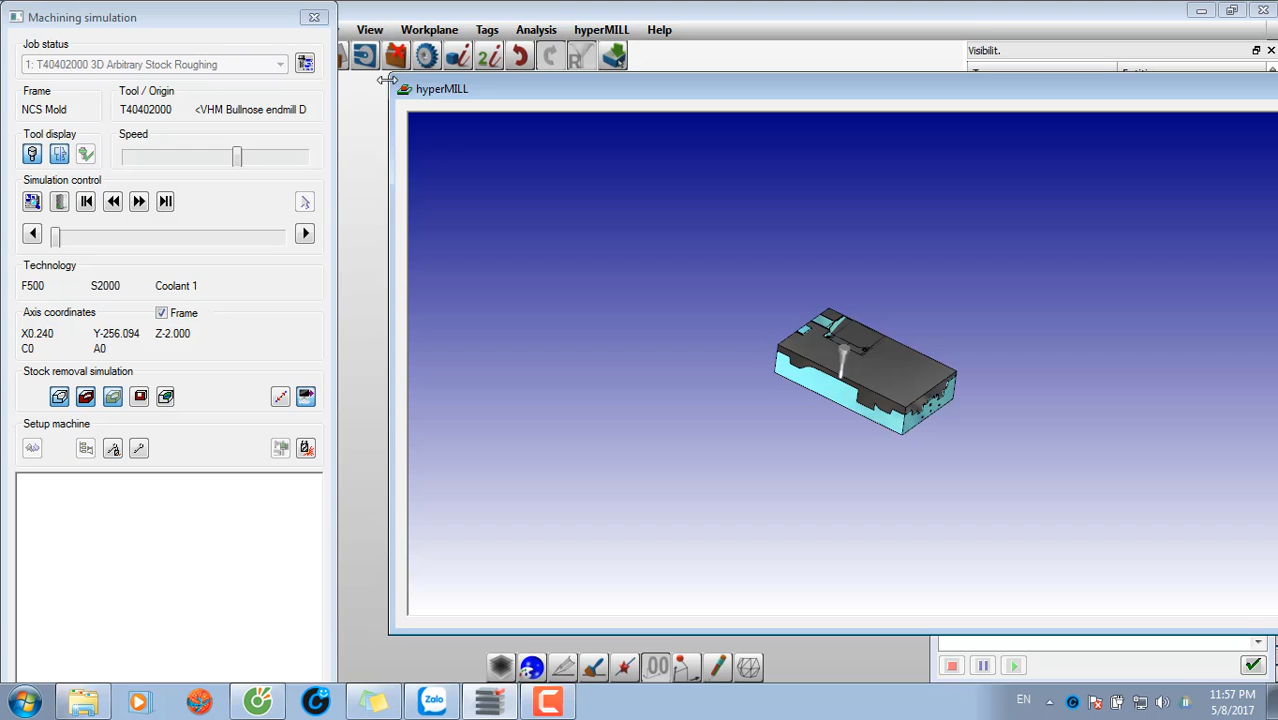 Machining simulation
View Workplane Tags Analysis hyperMILL Help
Job status
1: T40402000 3D Arbitrary Stock Roughing
Visibilit.
Frame
Tool / Origin
NCS Mold
T40402000 <VHM Bullnose endmill D
hyperMILL
Tool display
Speed
Simulation control
Technology
F500 S2000 Coolant 1
Axis coordinates
Frame
X0.240 Y-256.094 Z-2.000
C0 A0
Stock removal simulation
Setup machine
Zalo
EN
11:57 PM
5/8/2017